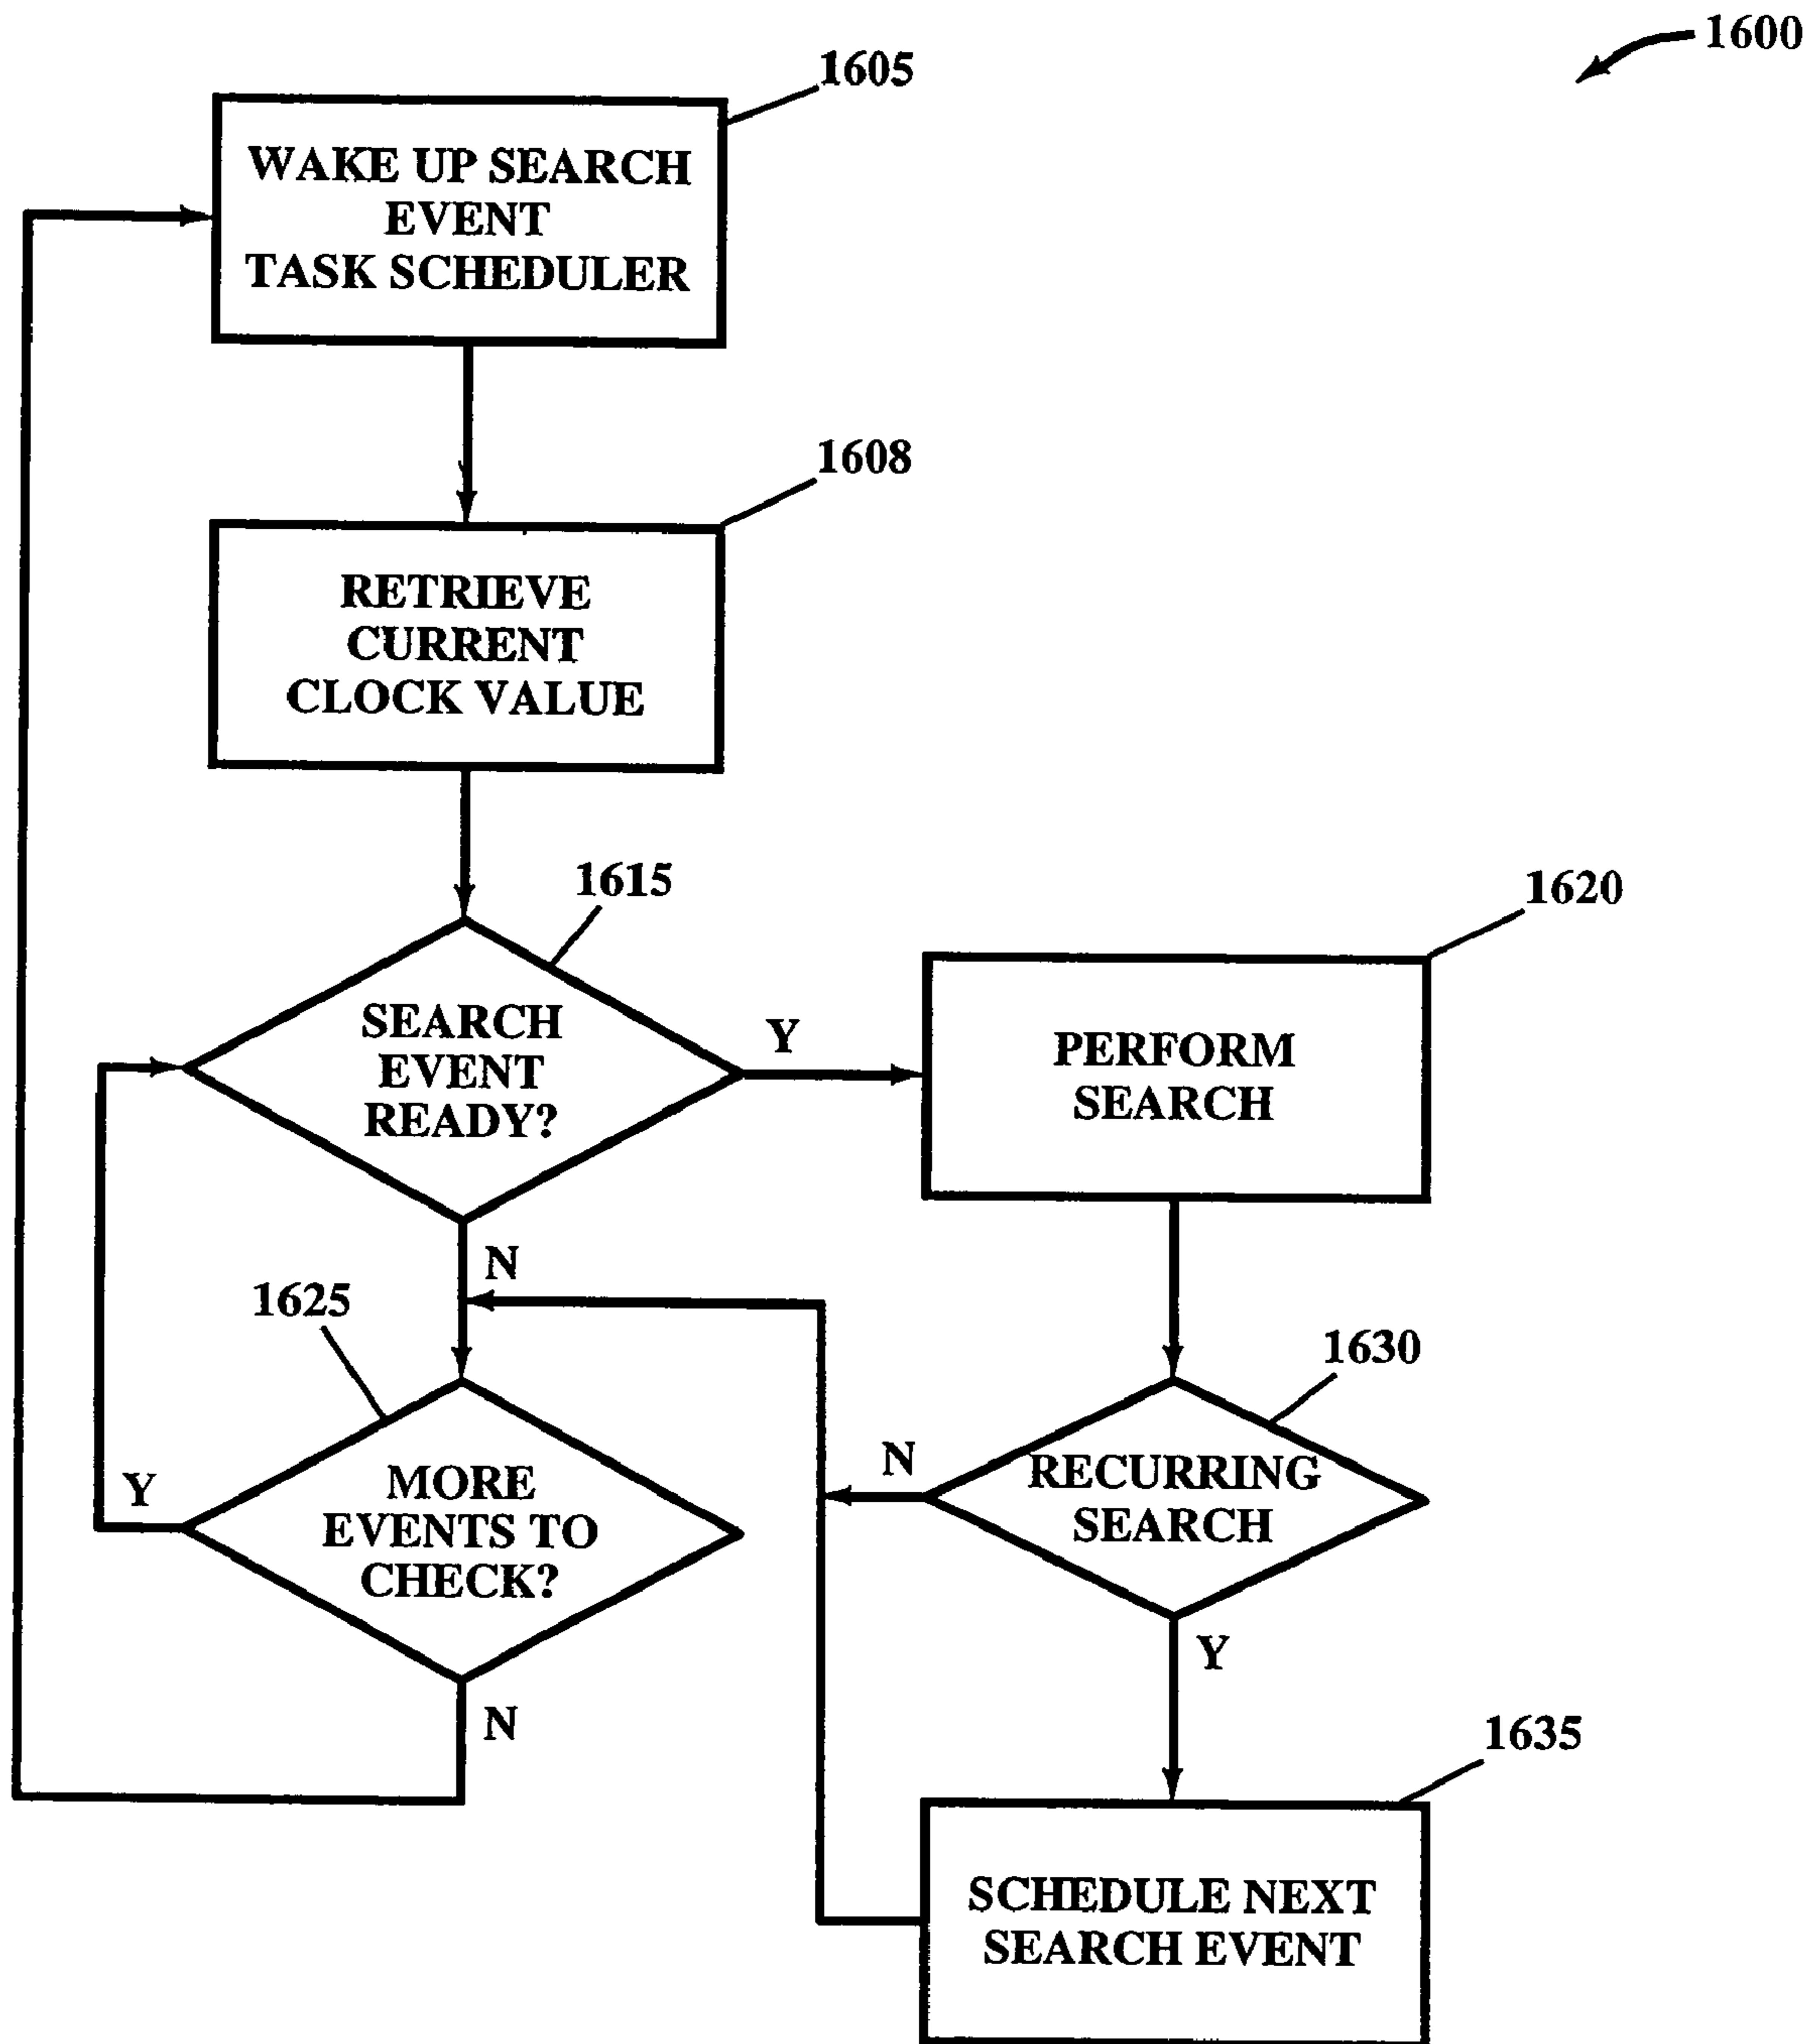 1600
1605
WAKE UP SEARCH
EVENT
TASK SCHEDULER
1608
RETRIEVE
CURRENT
CLOCK VALUE
1615
SEARCH
EVENT
READY?
Y
N
1620
PERFORM
SEARCH
1625
MORE
EVENTS TO
CHECK?
Y
N
1630
RECURRING
SEARCH
N
Y
1635
SCHEDULE NEXT
SEARCH EVENT